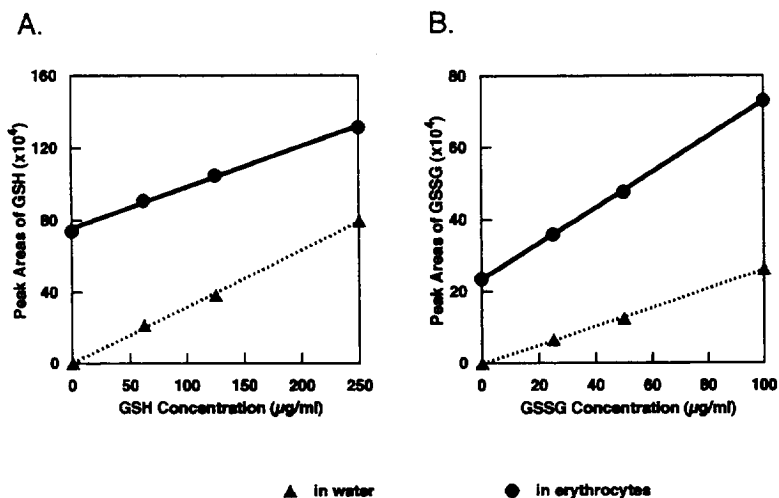 A.
Peak Areas of GSH (x10⁴)
160
120
80
40
0
0 50 100 150 200 250
GSH Concentration (µg/ml)
B.
Peak Areas of GSSG (x10⁴)
80
60
40
20
0
0 20 40 60 80 100
GSSG Concentration (µg/ml)
in water
in erythrocytes